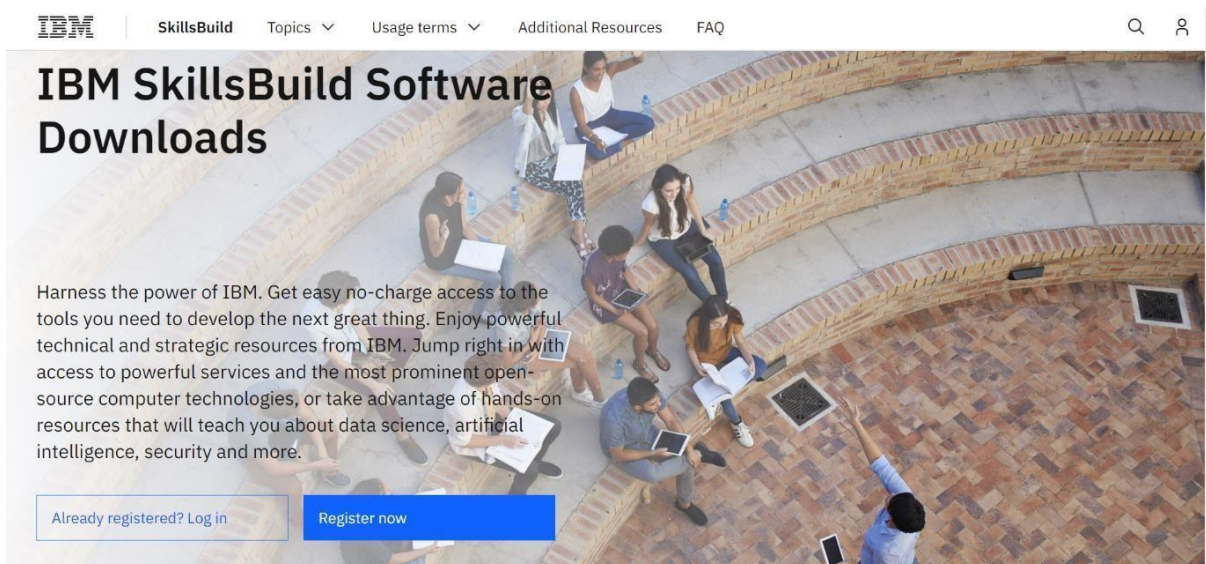 IBM SkillsBuild Topics Usage terms Additional Resources FAQ
IBM SkillsBuild Software
Downloads
Harness the power of IBM. Get easy no-charge access to the
tools you need to develop the next great thing. Enjoy powerful
technical and strategic resources from IBM. Jump right in with
access to powerful services and the most prominent open-
source computer technologies, or take advantage of hands-on
resources that will teach you about data science, artificial
intelligence, security and more.
Already registered? Log in Register now